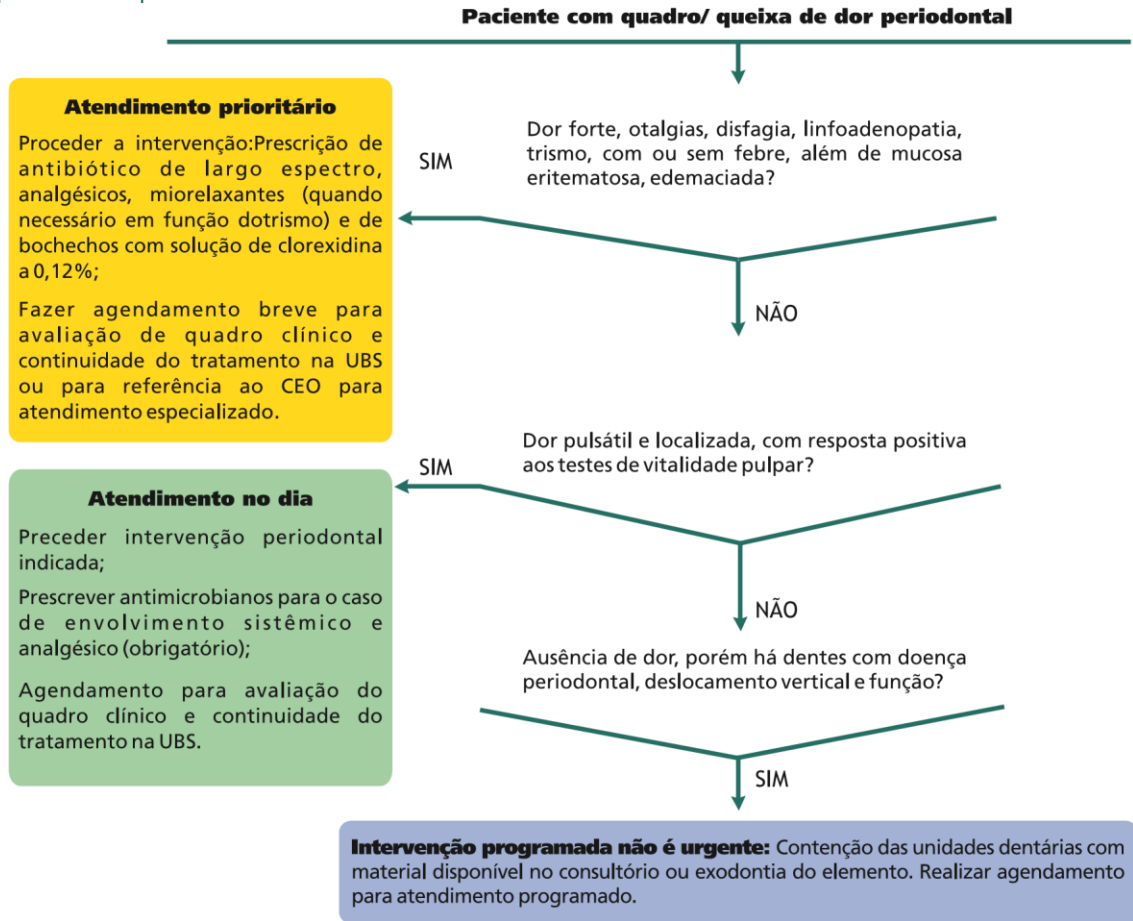 Paciente com quadro/ queixa de dor periodontal
Atendimento prioritário
Proceder a intervenção:Prescrição de
antibiótico de largo espectro,
analgésicos, miorelaxantes (quando
necessário em função dotrismo) e de
bochechos com solução de clorexidina
a 0,12%;
Fazer agendamento breve para
avaliação de quadro clínico e
continuidade do tratamento na UBS
ou para referência ao CEO para
atendimento especializado.
SIM
Dor forte, otalgias, disfagia, linfoadenopatia,
trismo, com ou sem febre, além de mucosa
eritematosa, edemaciada?
NÃO
Dor pulsátil e localizada, com resposta positiva
aos testes de vitalidade pulpar?
SIM
Atendimento no dia
Preceder intervenção periodontal
indicada;
Prescrever antimicrobianos para o caso
de envolvimento sistêmico e
analgésico (obrigatório);
Agendamento para avaliação do
quadro clínico e continuidade do
tratamento na UBS.
NÃO
Ausência de dor, porém há dentes com doença
periodontal, deslocamento vertical e função?
SIM
Intervenção programada não é urgente: Contenção das unidades dentárias com
material disponível no consultório ou exodontia do elemento. Realizar agendamento
para atendimento programado.